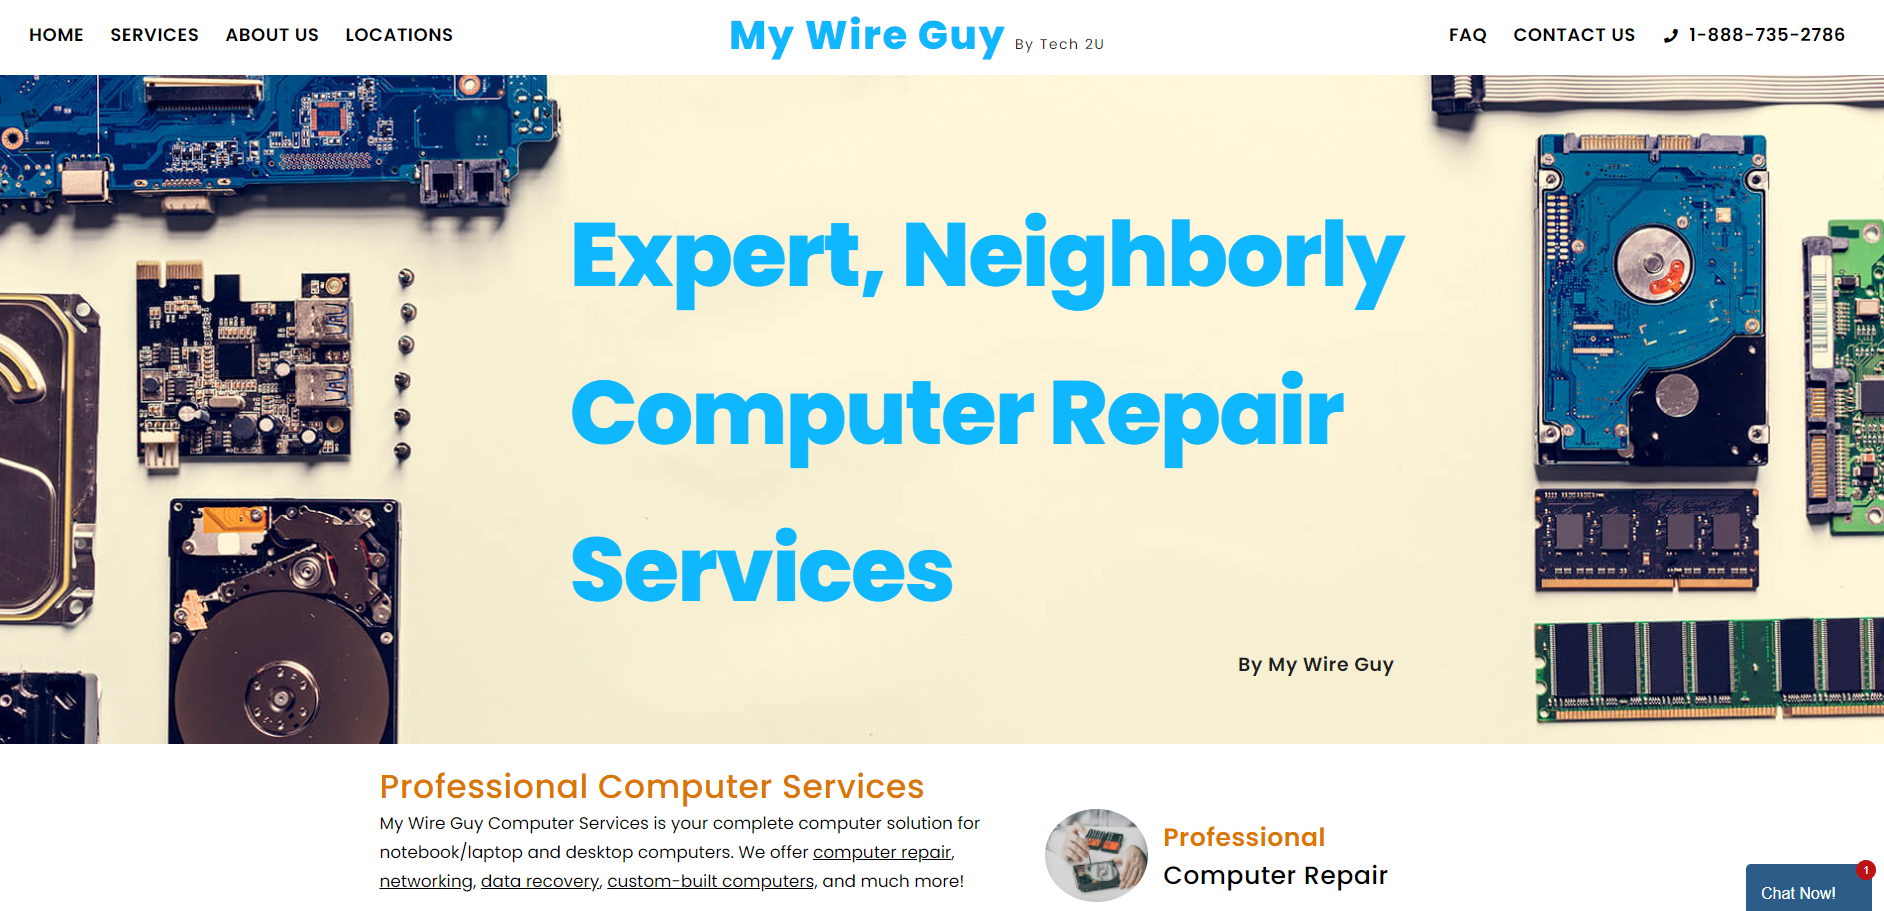 HOME SERVICES ABOUT US LOCATIONS
My Wire Guy By Tech 2U
FAQ CONTACT US 1-888-735-2786
Expert, Neighborly
Computer Repair
Services
By My Wire Guy
Professional Computer Services
My Wire Guy Computer Services is your complete computer solution for
notebook/laptop and desktop computers. We offer computer repair,
networking, data recovery, custom-built computers, and much more!
Professional
Computer Repair
1
Chat Now!